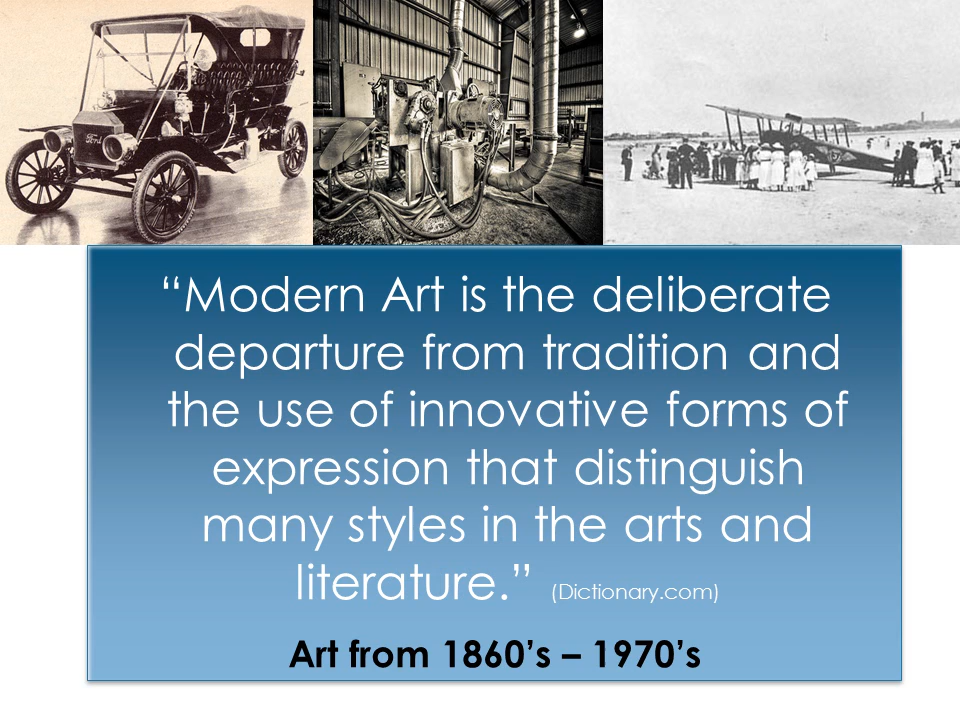 Ford
“Modern Art is the deliberate
departure from tradition and
the use of innovative forms of
expression that distinguish
many styles in the arts and
literature.” (Dictionary.com)
Art from 1860’s – 1970’s